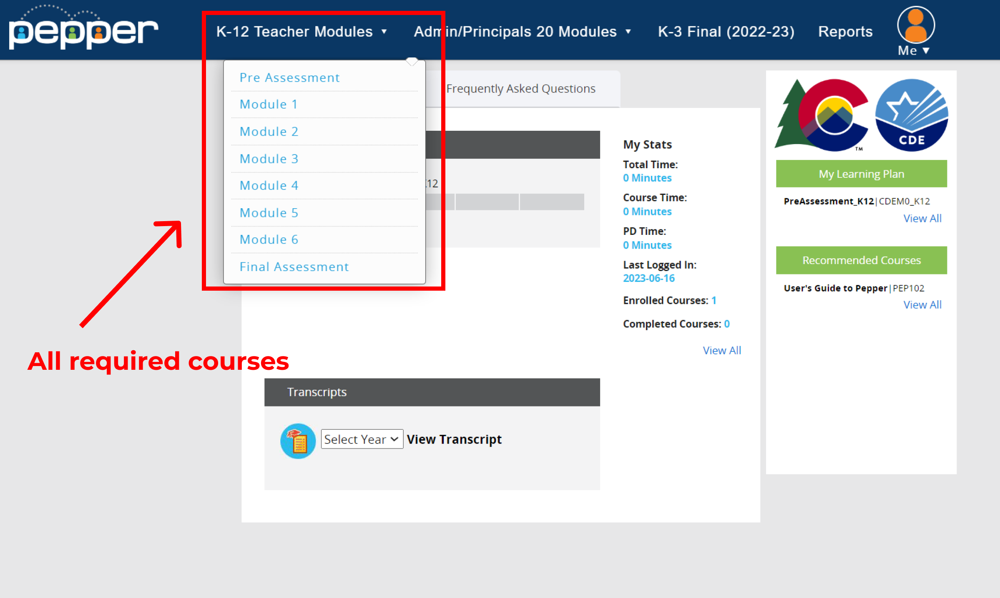 pepper
K-12 Teacher Modules ▼
Admin/Principals 20 Modules ▼
K-3 Final (2022-23)
Reports
Me ▼
Pre Assessment
Module 1
Module 2
Module 3
Module 4
Module 5
Module 6
Final Assessment
Frequently Asked Questions
12
All required courses
My Stats
Total Time:
0 Minutes
Course Time:
0 Minutes
PD Time:
0 Minutes
Last Logged In:
2023-06-16
Enrolled Courses: 1
Completed Courses: 0
View All
Transcripts
Select Year
View Transcript
TM
CDE
My Learning Plan
PreAssessment_K12|CDEM0_K12
View All
Recommended Courses
User's Guide to Pepper|PEP102
View All